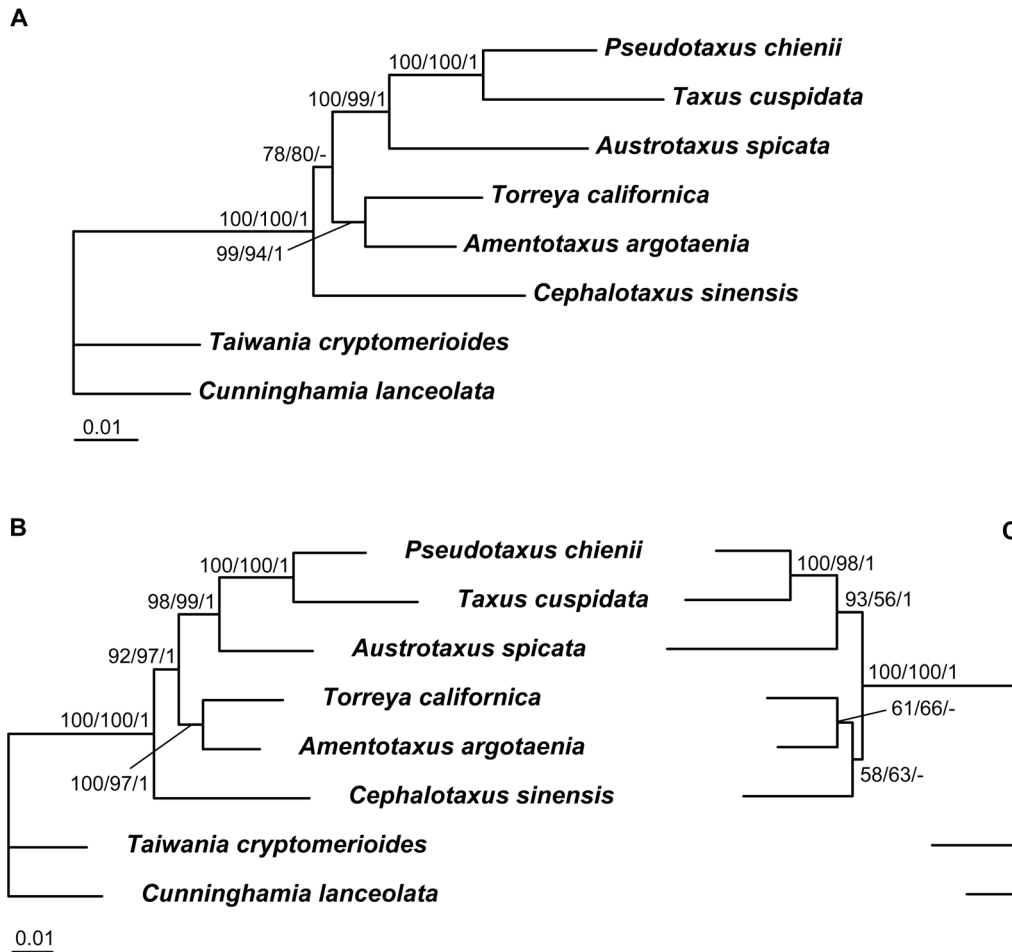 A
Pseudotaxus chienii
100/100/1
Taxus cuspidata
100/99/1
Austrotaxus spicata
78/80/-
Torreya californica
100/100/1
Amentotaxus argotaenia
99/94/1
Cephalotaxus sinensis
Taiwania cryptomerioides
Cunninghamia lanceolata
0.01
B
C
Pseudotaxus chienii
100/100/1
100/98/1
Taxus cuspidata
98/99/1
93/56/1
Austrotaxus spicata
92/97/1
100/100/1
Torreya californica
61/66/-
100/100/1
Amentotaxus argotaenia
58/63/-
100/97/1
Cephalotaxus sinensis
Taiwania cryptomerioides
Cunninghamia lanceolata
0.01